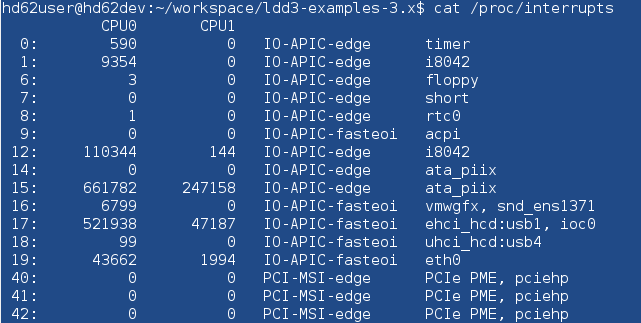 hd62user@hd62dev:~/workspace/ldd3-examples-3.x$ cat /proc/interrupts
CPU0 CPU1
0: 590 0 IO-APIC-edge timer
1: 9354 0 IO-APIC-edge i8042
6: 3 0 IO-APIC-edge floppy
7: 0 0 IO-APIC-edge short
8: 1 0 IO-APIC-edge rtc0
9: 0 0 IO-APIC-fasteoi acpi
12: 110344 144 IO-APIC-edge i8042
14: 0 0 IO-APIC-edge ata_piix
15: 661782 247158 IO-APIC-edge ata_piix
16: 6799 0 IO-APIC-fasteoi vmwgfx, snd_ens1371
17: 521938 47187 IO-APIC-fasteoi ehci_hcd:usb1, ioc0
18: 99 0 IO-APIC-fasteoi uhci_hcd:usb4
19: 43662 1994 IO-APIC-fasteoi eth0
40: 0 0 PCI-MSI-edge PCIe PME, pciehp
41: 0 0 PCI-MSI-edge PCIe PME, pciehp
42: 0 0 PCI-MSI-edge PCIe PME, pciehp